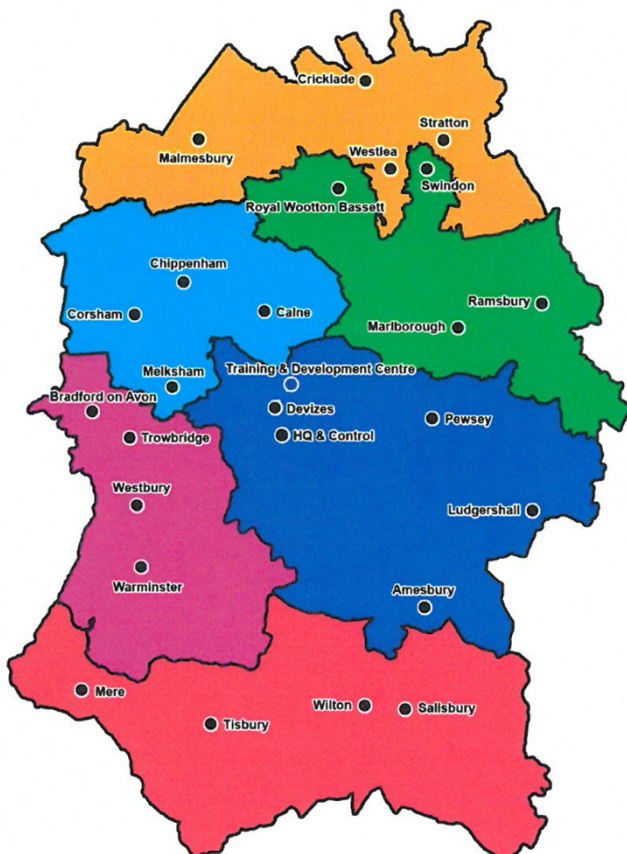 Cricklade
Stratton
Malmesbury
Westlea
Swindon
Royal Wootton Bassett
Chippenham
Ramsbury
Corsham
Calne
Marlborough
Training & Development Centre
Melksham
Bradford on Avon
Devizes
Pewsey
Trowbridge
HQ & Control
Westbury
Ludgershall
Warminster
Amesbury
Mere
Wilton
Salisbury
Tisbury